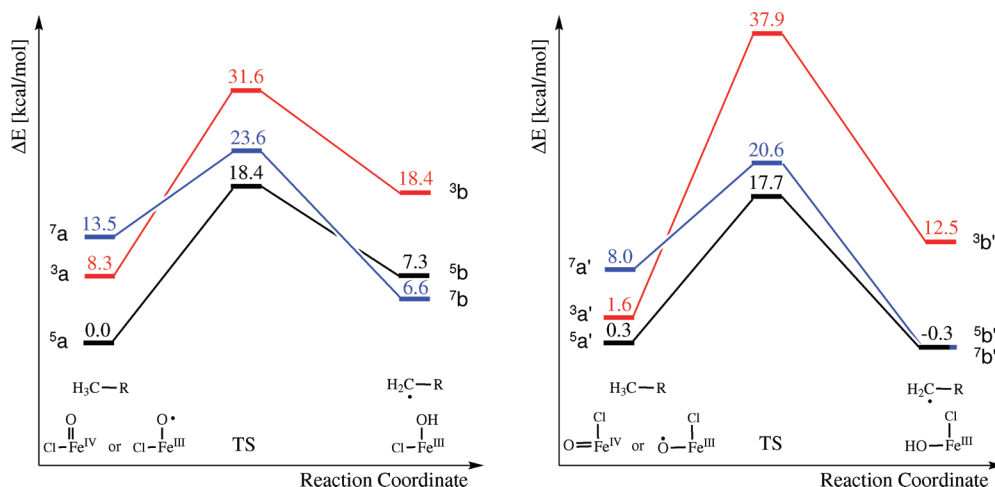 ΔE [kcal/mol]
31.6
23.6
18.4
18.4
³b
⁷a
13.5
³a
8.3
7.3
⁵b
6.6
⁷b
⁵a
0.0
H₃C—R
H₂C—R
•
O
Cl—Feᴵⱽ
or
O•
Cl—Feᴵᴵᴵ
TS
OH
Cl—Feᴵᴵᴵ
Reaction Coordinate
ΔE [kcal/mol]
37.9
20.6
17.7
12.5
³b'
⁷a'
8.0
³a'
1.6
⁵a'
0.3
-0.3
⁵b'
⁷b'
H₃C—R
H₂C—R
•
Cl
O=Feᴵⱽ
or
Cl
•
O—Feᴵᴵᴵ
TS
Cl
HO—Feᴵᴵᴵ
Reaction Coordinate